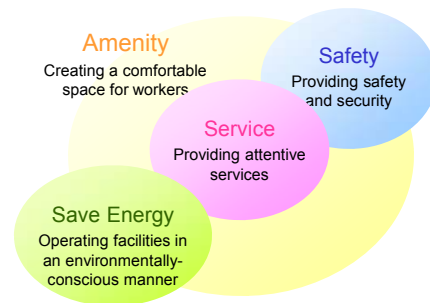 Amenity
Creating a comfortable
space for workers
Safety
Providing safety
and security
Service
Providing attentive
services
Save Energy
Operating facilities in
an environmentally-
conscious manner